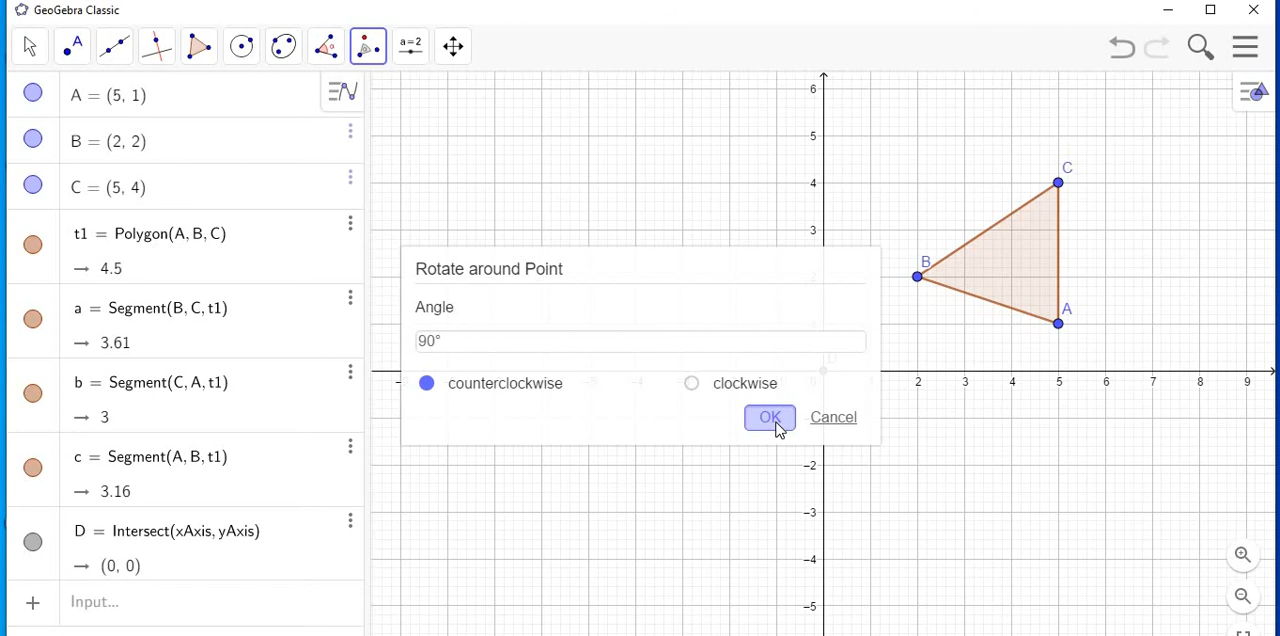 GeoGebra Classic
A
a=2
A = (5, 1)
B = (2, 2)
C = (5, 4)
t1 = Polygon(A, B, C)
→ 4.5
a = Segment(B, C, t1)
→ 3.61
b = Segment(C, A, t1)
→ 3
c = Segment(A, B, t1)
→ 3.16
D = Intersect(xAxis, yAxis)
→ (0, 0)
+ Input...
6
5
4
3
C
B
A
Rotate around Point
Angle
90°
counterclockwise
clockwise
OK
Cancel
2 3 4 5 6 7 8 9
−2
−3
−4
−5